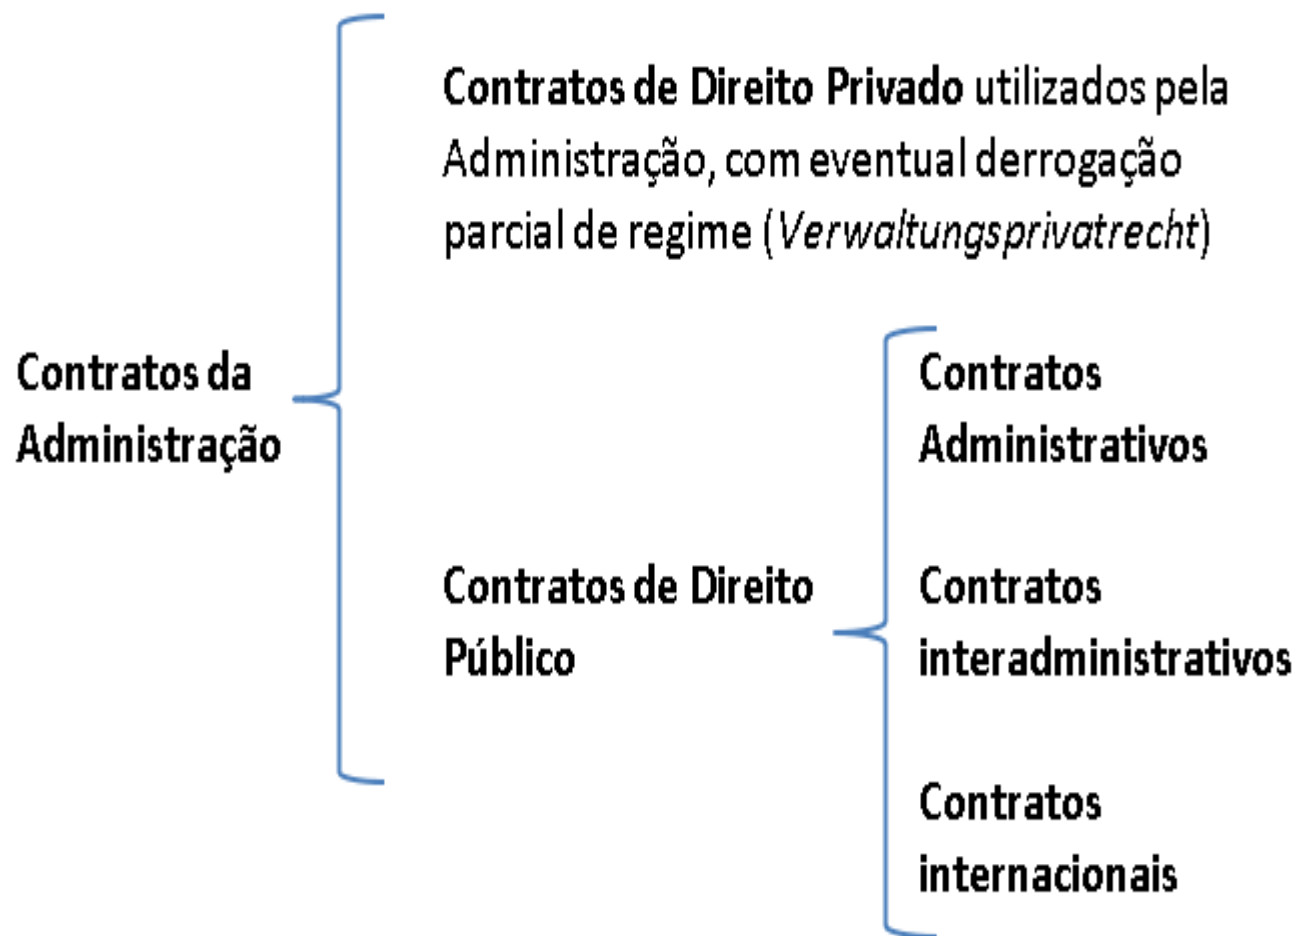 Contratos de Direito Privado utilizados pela
Administração, com eventual derrogação
parcial de regime (Verwaltungsprivatrecht)
Contratos da
Administração
Contratos de Direito
Público
Contratos
Administrativos
Contratos
interadministrativos
Contratos
internacionais